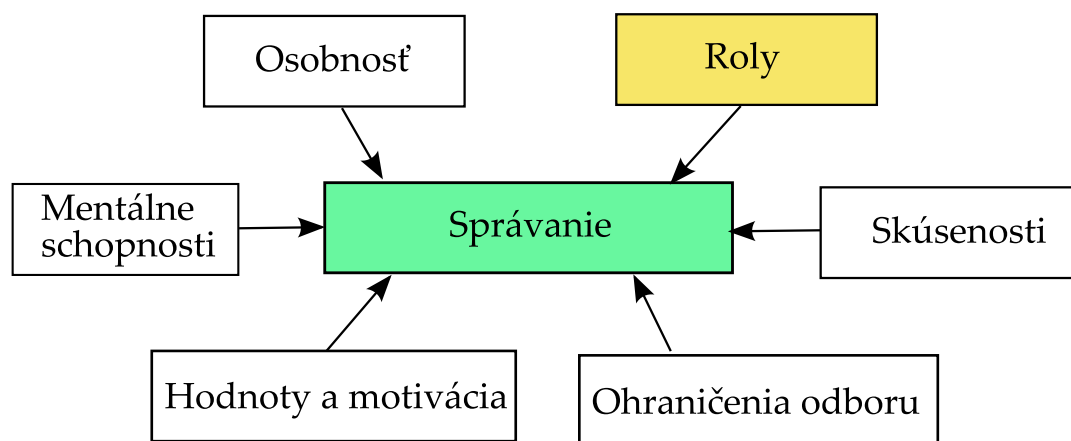 Osobnosť
Roly
Mentálne
schopnosti
Správanie
Skúsenosti
Hodnoty a motivácia
Ohraničenia odboru